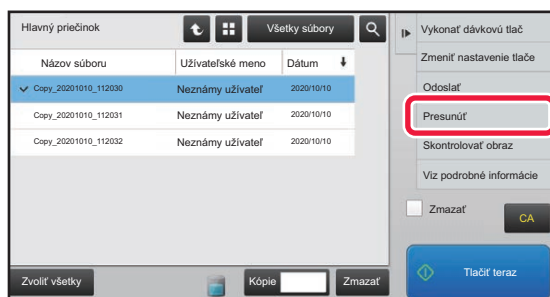 Hlavný priečinok
Všetky súbory
Názov súboru Užívateľské meno Dátum
Copy_20201010_112030 Neznámy užívateľ 2020/10/10
Copy_20201010_112031 Neznámy užívateľ 2020/10/10
Copy_20201010_112032 Neznámy užívateľ 2020/10/10
Zvoliť všetky
Kópie
Zmazať
Vykonať dávkovú tlač
Zmeniť nastavenie tlače
Odoslať
Presunúť
Skontrolovať obraz
Viz podrobné informácie
Zmazať
CA
Tlačiť teraz